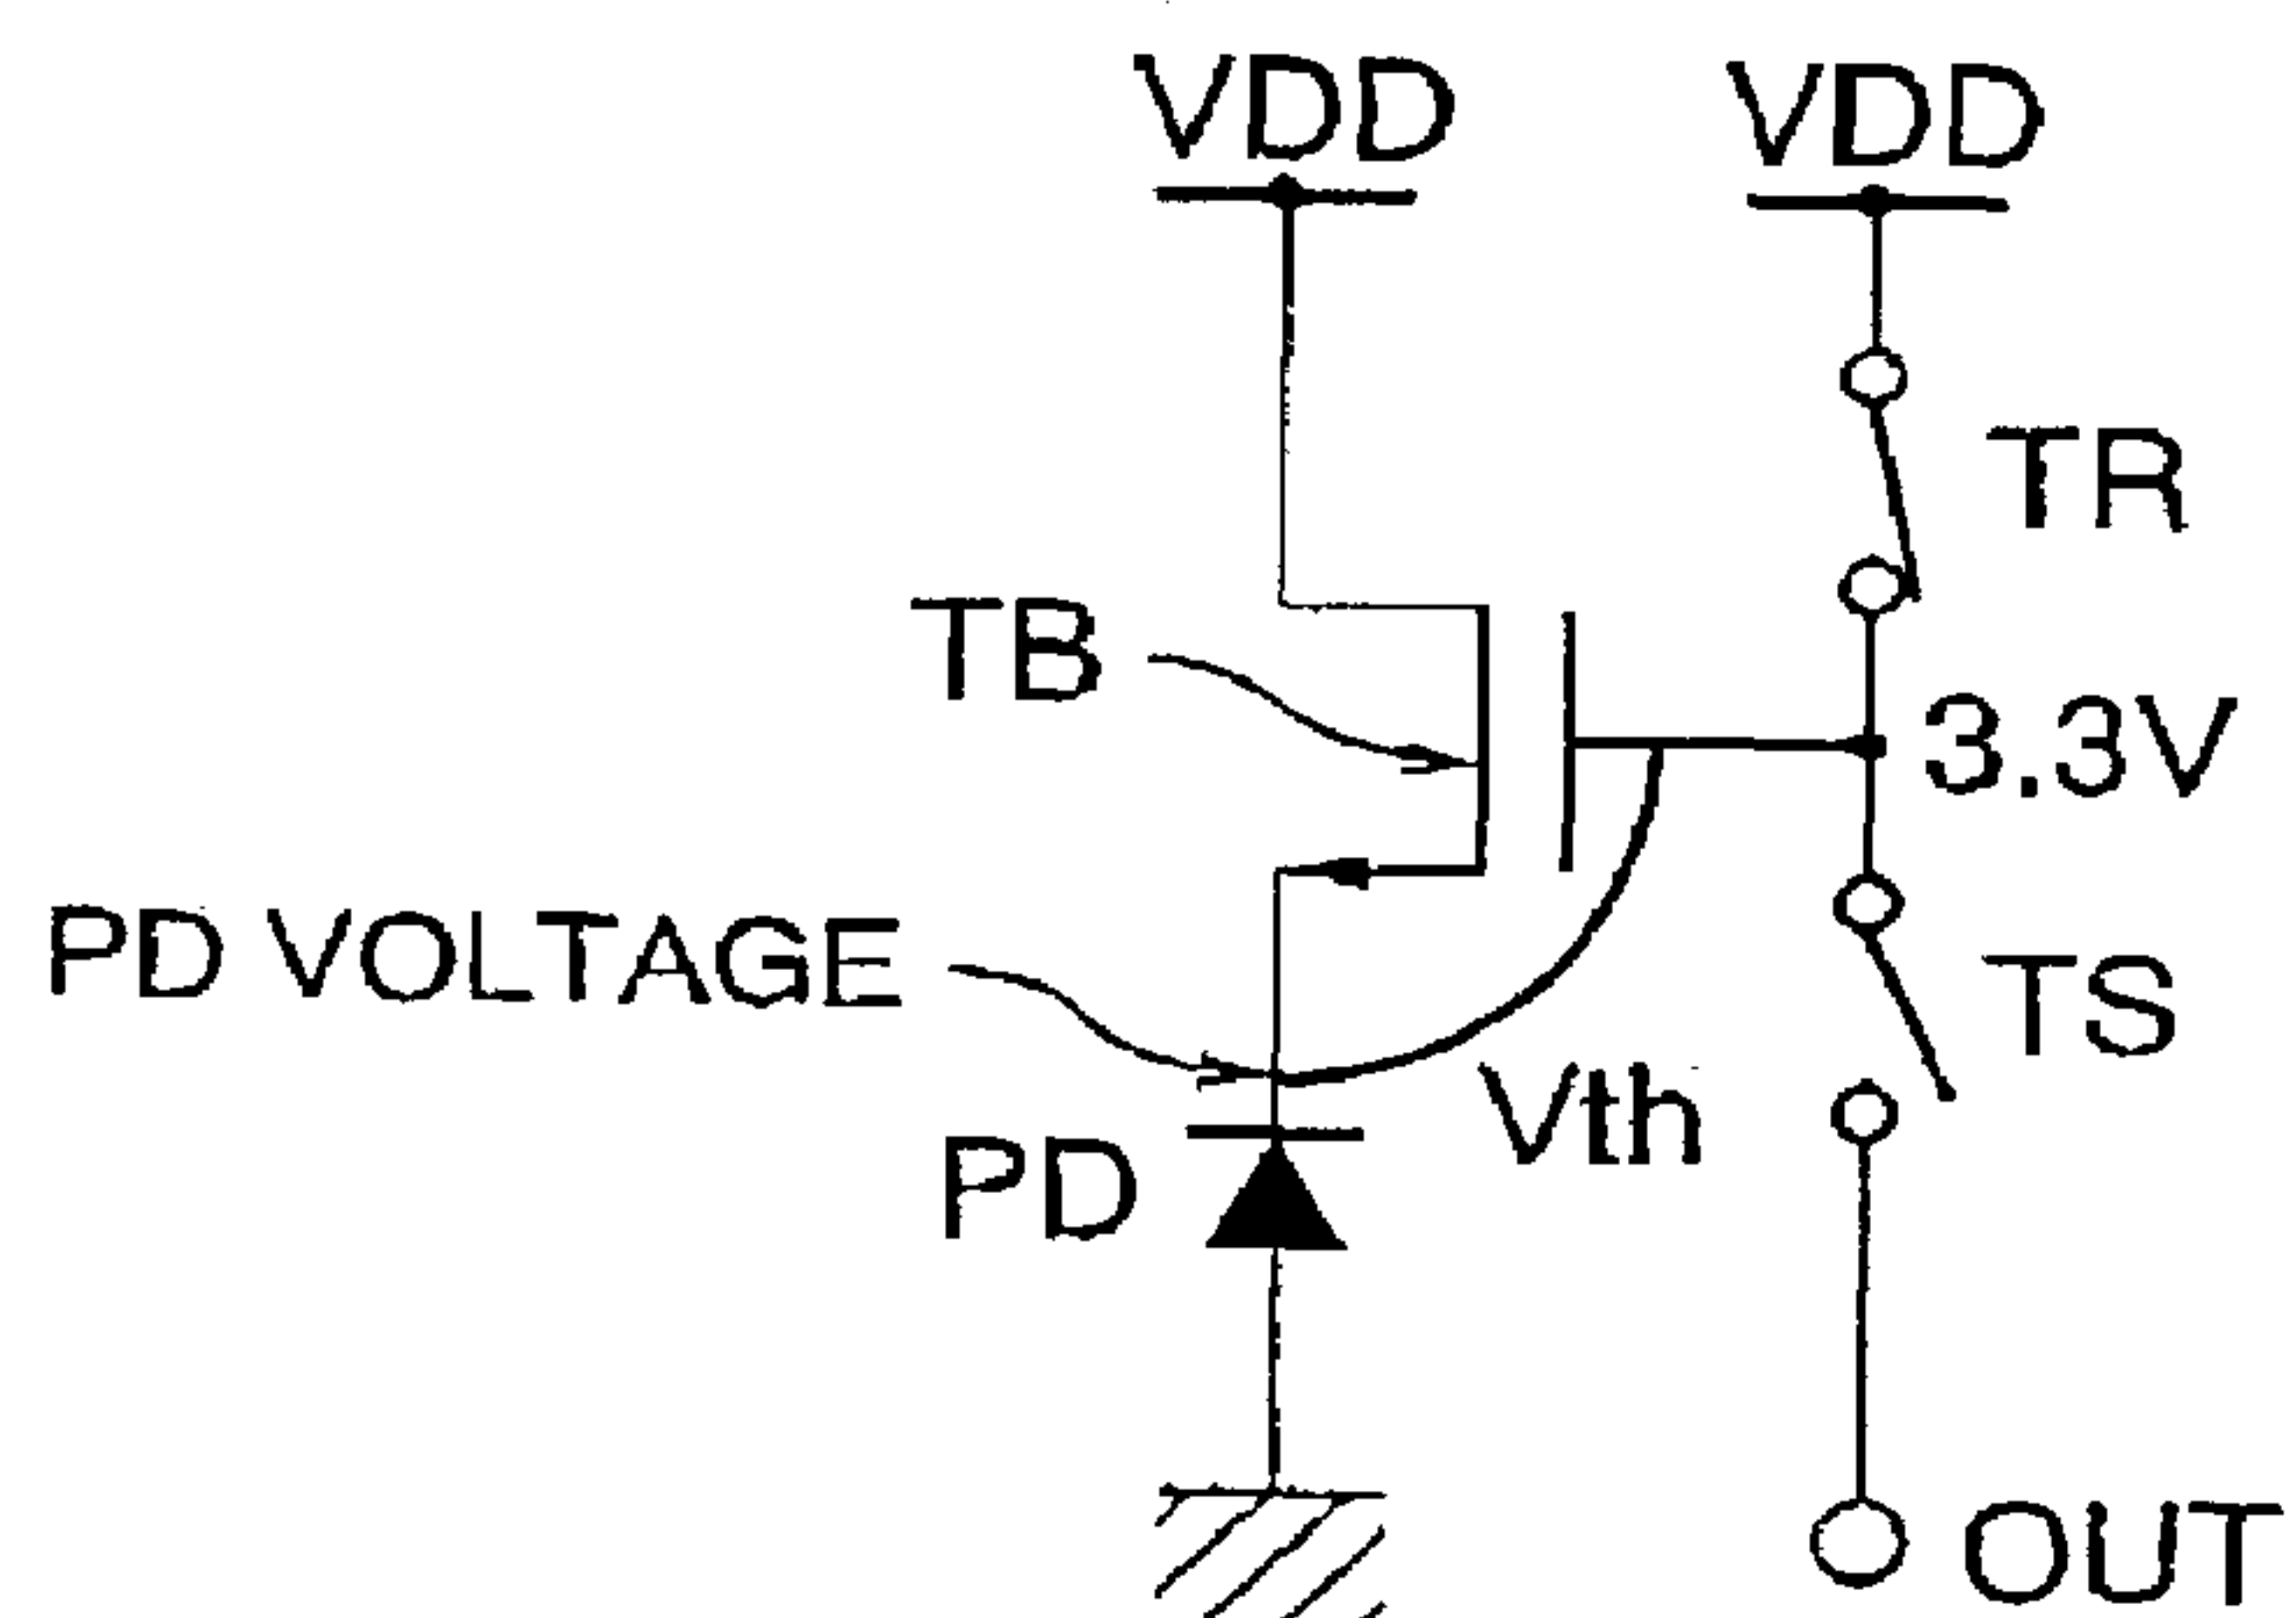 VDD VDD
TR
TB
3.3V
PD VOLTAGE
TS
Vth
PD
OUT